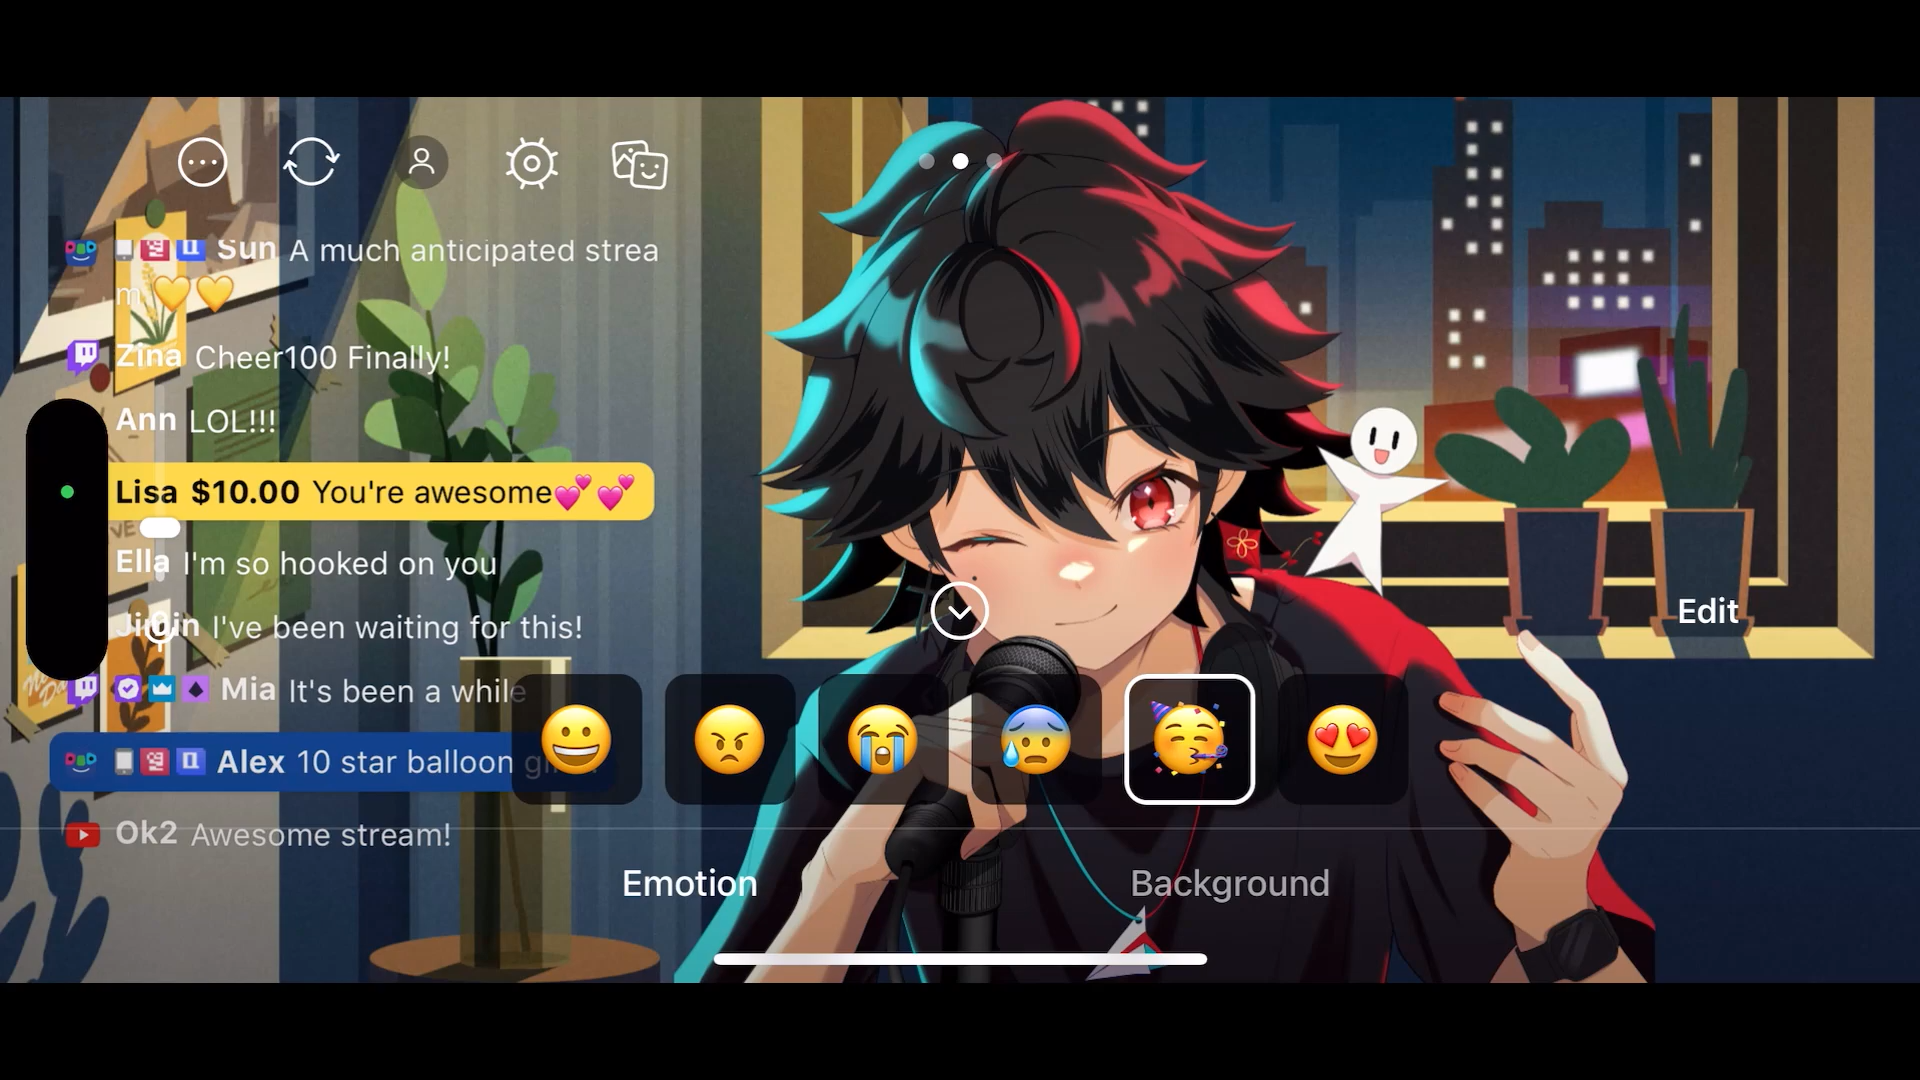 Sun A much anticipated strea
m
Zina Cheer100 Finally!
Ann LOL!!!
Lisa $10.00 You're awesome💕💕
Ella I'm so hooked on you
I've been waiting for this!
Mia It's been a while
Alex 10 star balloon
Ok2 Awesome stream!
Edit
Emotion
Background